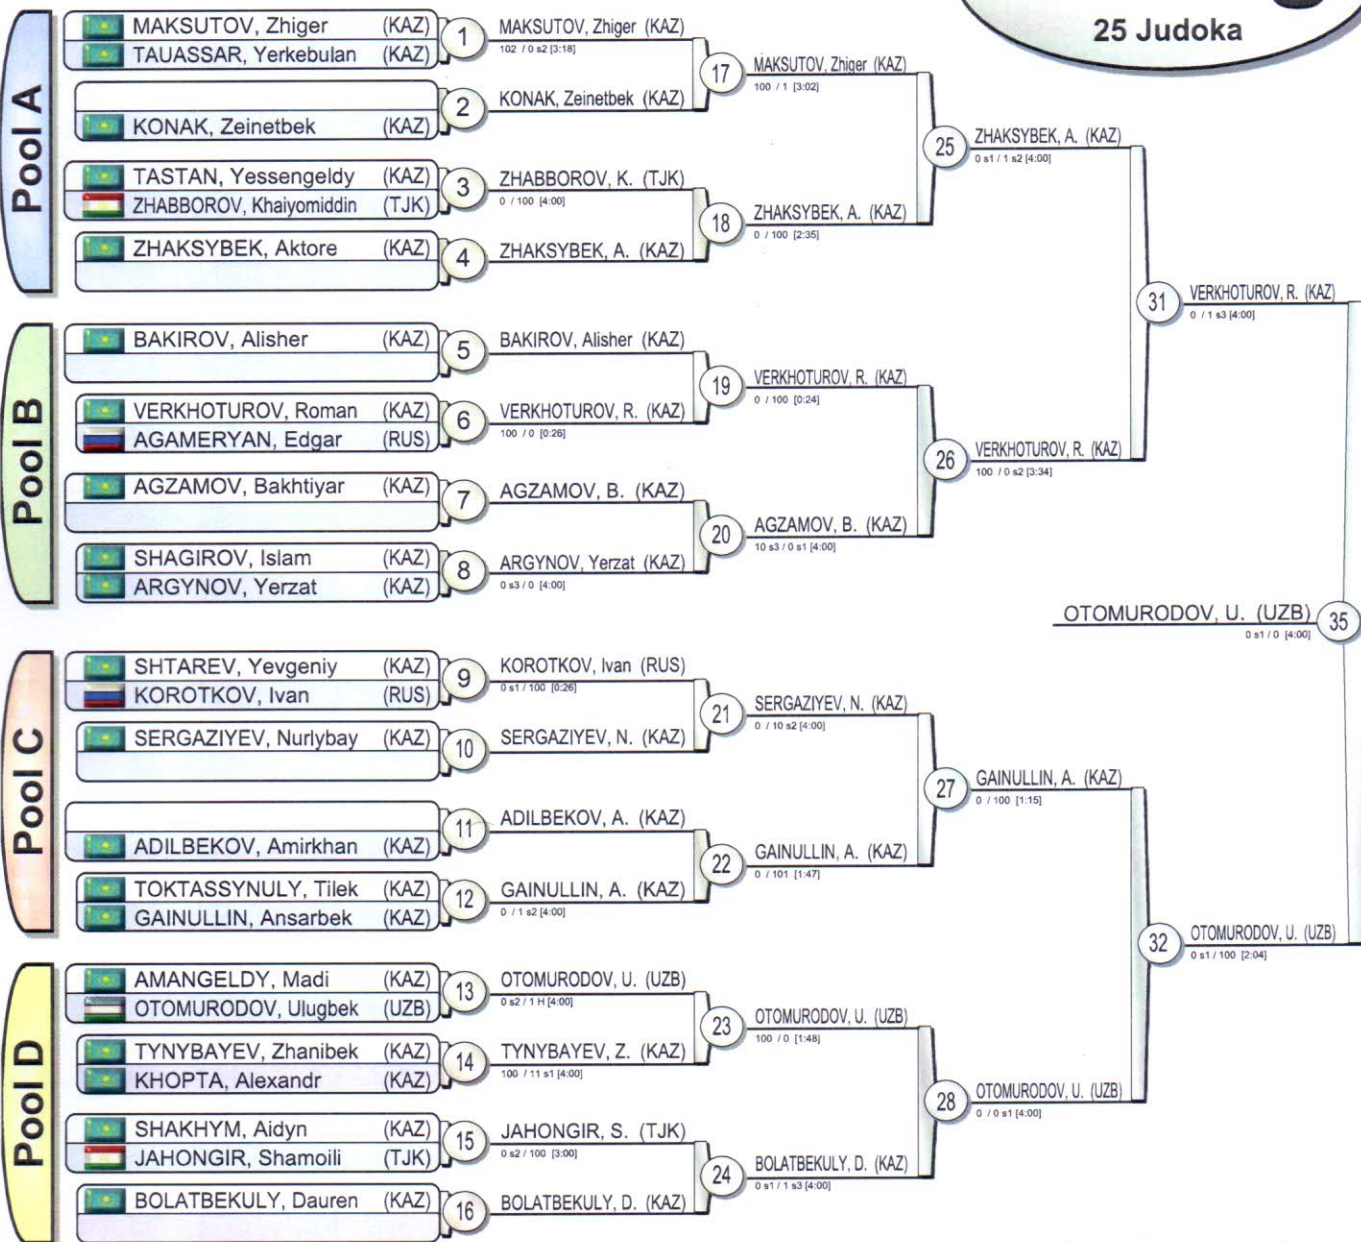 25 Judoka
Pool A
MAKSUTOV, Zhiger (KAZ)
TAUASSAR, Yerkebulan (KAZ)
1
KONAK, Zeinetbek (KAZ)
2
TASTAN, Yessengeldy (KAZ)
ZHABBOROV, Khaiyomiddin (TJK)
3
ZHAKSYBEK, Aktore (KAZ)
4
Pool B
BAKIROV, Alisher (KAZ)
5
VERKHOTUROV, Roman (KAZ)
AGAMERYAN, Edgar (RUS)
6
AGZAMOV, Bakhtiyar (KAZ)
7
SHAGIROV, Islam (KAZ)
ARGYNOV, Yerzat (KAZ)
8
Pool C
SHTAREV, Yevgeniy (KAZ)
KOROTKOV, Ivan (RUS)
9
SERGAZIYEV, Nurlybay (KAZ)
10
ADILBEKOV, Amirkhan (KAZ)
11
TOKTASSYNULY, Tilek (KAZ)
GAINULLIN, Ansarbek (KAZ)
12
Pool D
AMANGELDY, Madi (KAZ)
OTOMURODOV, Ulugbek (UZB)
13
TYNYBAYEV, Zhanibek (KAZ)
KHOPTA, Alexandr (KAZ)
14
SHAKHYM, Aidyn (KAZ)
JAHONGIR, Shamoili (TJK)
15
BOLATBEKULY, Dauren (KAZ)
16
MAKSUTOV, Zhiger (KAZ)
102 / 0 s2 [3:18]
KONAK, Zeinetbek (KAZ)
17
ZHABBOROV, K. (TJK)
0 / 100 [4:00]
ZHAKSYBEK, A. (KAZ)
18
BAKIROV, Alisher (KAZ)
VERKHOTUROV, R. (KAZ)
100 / 0 [0:26]
19
AGZAMOV, B. (KAZ)
ARGYNOV, Yerzat (KAZ)
0 s3 / 0 [4:00]
20
KOROTKOV, Ivan (RUS)
0 s1 / 100 [0:26]
SERGAZIYEV, N. (KAZ)
21
ADILBEKOV, A. (KAZ)
GAINULLIN, A. (KAZ)
0 / 1 s2 [4:00]
22
OTOMURODOV, U. (UZB)
0 s2 / 1 H [4:00]
TYNYBAYEV, Z. (KAZ)
100 / 11 s1 [4:00]
23
JAHONGIR, S. (TJK)
0 s2 / 100 [3:00]
BOLATBEKULY, D. (KAZ)
24
MAKSUTOV, Zhiger (KAZ)
100 / 1 [3:02]
ZHAKSYBEK, A. (KAZ)
0 / 100 [2:35]
25
VERKHOTUROV, R. (KAZ)
0 / 100 [0:24]
AGZAMOV, B. (KAZ)
10 s3 / 0 s1 [4:00]
26
SERGAZIYEV, N. (KAZ)
0 / 10 s2 [4:00]
GAINULLIN, A. (KAZ)
0 / 101 [1:47]
27
OTOMURODOV, U. (UZB)
100 / 0 [1:48]
BOLATBEKULY, D. (KAZ)
0 s1 / 1 s3 [4:00]
28
ZHAKSYBEK, A. (KAZ)
0 s1 / 1 s2 [4:00]
VERKHOTUROV, R. (KAZ)
100 / 0 s2 [3:34]
31
GAINULLIN, A. (KAZ)
0 / 100 [1:15]
OTOMURODOV, U. (UZB)
0 / 0 s1 [4:00]
32
VERKHOTUROV, R. (KAZ)
0 / 1 s3 [4:00]
OTOMURODOV, U. (UZB)
0 s1 / 100 [2:04]
OTOMURODOV, U. (UZB)
0 s1 / 0 [4:00]
35